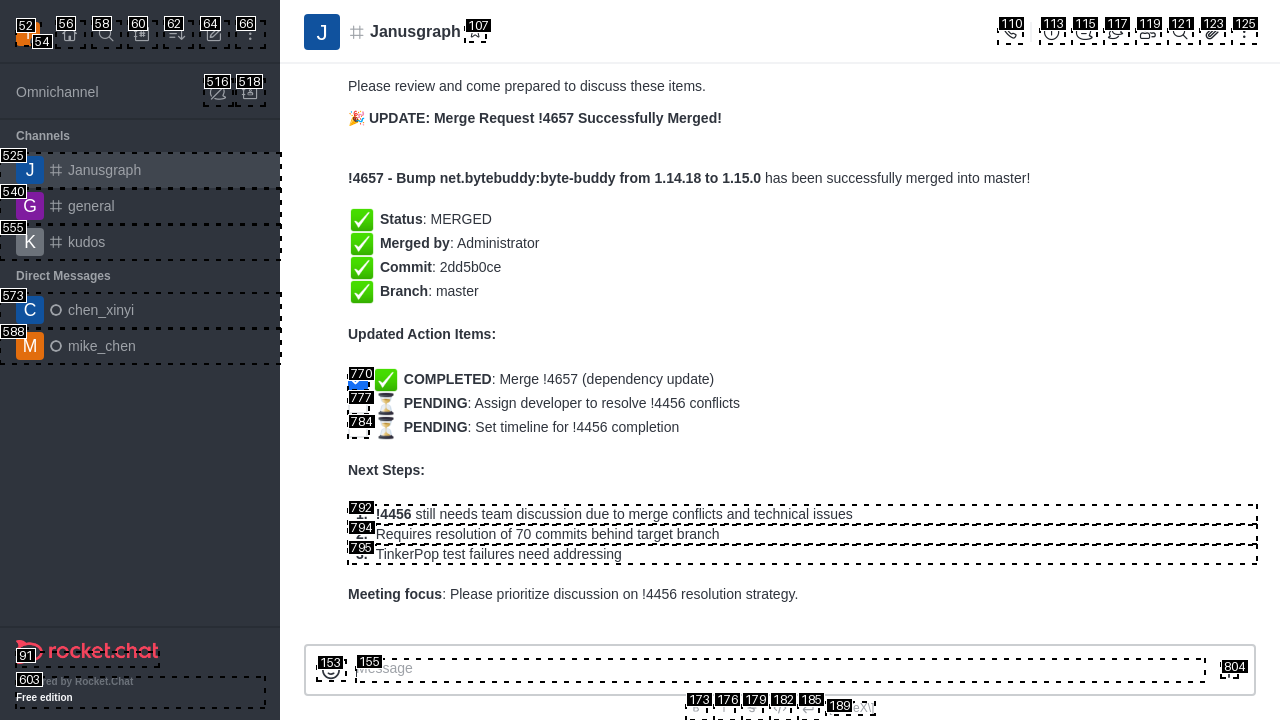 52
54
56
58
60
62
64
66
J
Janusgraph
107
110
113
115
117
119
121
123
125
Omnichannel
516
518
Channels
525
J
Janusgraph
540
G
general
555
K
kudos
Direct Messages
573
C
chen_xinyi
588
M
mike_chen
Please review and come prepared to discuss these items.
🎉 UPDATE: Merge Request !4657 Successfully Merged!
!4657 - Bump net.bytebuddy:byte-buddy from 1.14.18 to 1.15.0 has been successfully merged into master!
✅ Status: MERGED
✅ Merged by: Administrator
✅ Commit: 2dd5b0ce
✅ Branch: master
Updated Action Items:
770 ✅ COMPLETED: Merge !4657 (dependency update)
777 ⏳ PENDING: Assign developer to resolve !4456 conflicts
784 ⏳ PENDING: Set timeline for !4456 completion
Next Steps:
792 1. !4456 still needs team discussion due to merge conflicts and technical issues
794 2. Requires resolution of 70 commits behind target branch
795 3. TinkerPop test failures need addressing
Meeting focus: Please prioritize discussion on !4456 resolution strategy.
153
155
Message
804
173
176
179
182
185
189
rocket.chat
91
603
by Rocket.Chat
Free edition